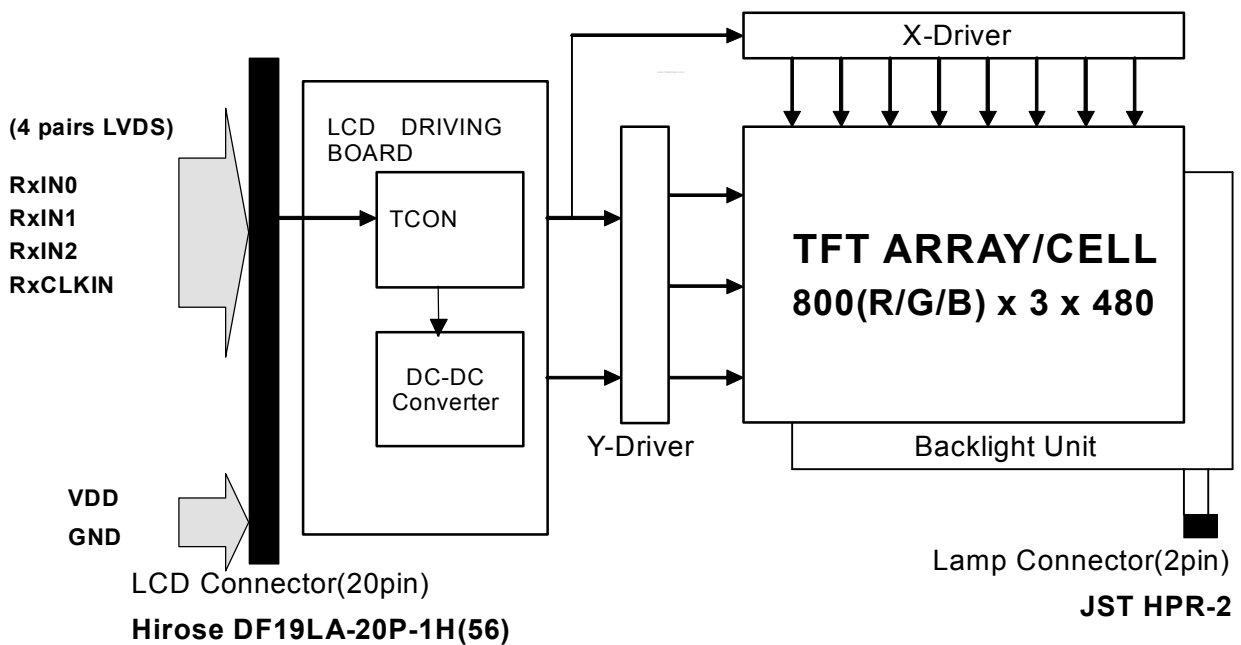 X-Driver
(4 pairs LVDS)
RxIN0
RxIN1
RxIN2
RxCLKIN
LCD DRIVING
BOARD
TCON
DC-DC
Converter
Y-Driver
TFT ARRAY/CELL
800(R/G/B) x 3 x 480
Backlight Unit
VDD
GND
LCD Connector(20pin)
Hirose DF19LA-20P-1H(56)
Lamp Connector(2pin)
JST HPR-2